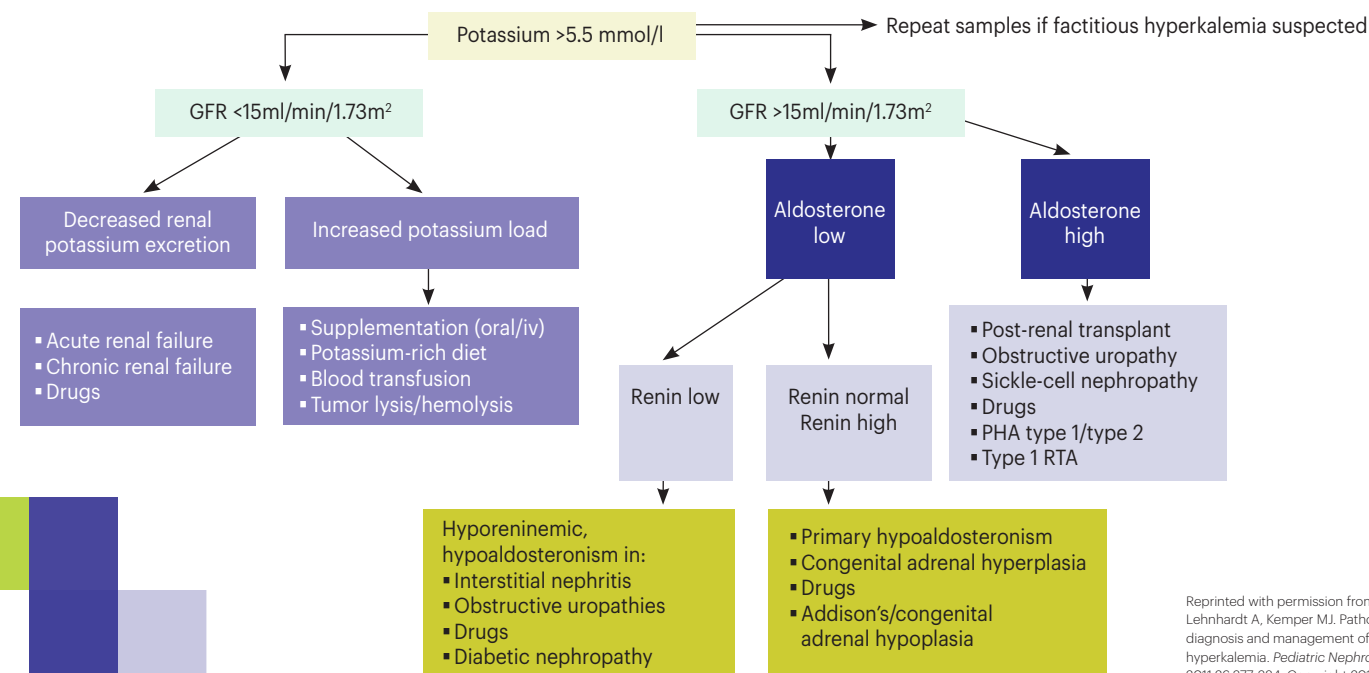 Potassium >5.5 mmol/l
Repeat samples if factitious hyperkalemia suspected
GFR <15ml/min/1.73m²
GFR >15ml/min/1.73m²
Decreased renal
potassium excretion
Increased potassium load
Aldosterone
low
Aldosterone
high
▪ Acute renal failure
▪ Chronic renal failure
▪ Drugs
▪ Supplementation (oral/iv)
▪ Potassium-rich diet
▪ Blood transfusion
▪ Tumor lysis/hemolysis
Renin low
Renin normal
Renin high
▪ Post-renal transplant
▪ Obstructive uropathy
▪ Sickle-cell nephropathy
▪ Drugs
▪ PHA type 1/type 2
▪ Type 1 RTA
Hyporeninemic,
hypoaldosteronism in:
▪ Interstitial nephritis
▪ Obstructive uropathies
▪ Drugs
▪ Diabetic nephropathy
▪ Primary hypoaldosteronism
▪ Congenital adrenal hyperplasia
▪ Drugs
▪ Addison's/congenital
adrenal hypoplasia
Reprinted with permission from
Lehnhardt A, Kemper MJ.
diagnosis and management of
hyperkalemia. Pediatric